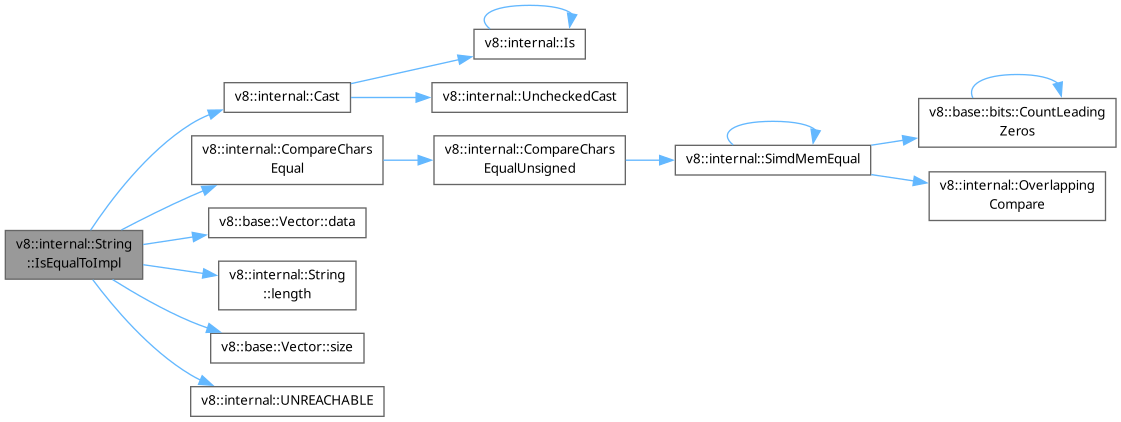 v8::internal::String
::IsEqualToImpl
v8::internal::Cast
v8::internal::Is
v8::internal::UncheckedCast
v8::internal::CompareChars
Equal
v8::internal::CompareChars
EqualUnsigned
v8::internal::SimdMemEqual
v8::base::bits::CountLeading
Zeros
v8::internal::Overlapping
Compare
v8::base::Vector::data
v8::internal::String
::length
v8::base::Vector::size
v8::internal::UNREACHABLE